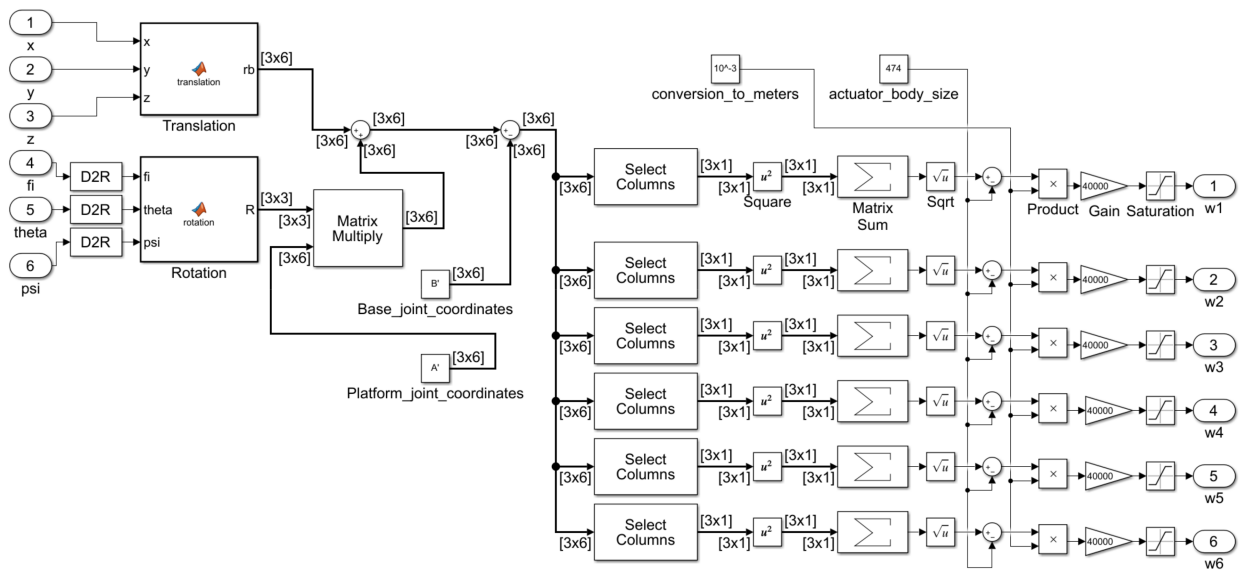 1
x
2
y
3
z
4
fi
5
theta
6
psi
D2R
D2R
D2R
x
y
z
translation
rb
Translation
fi
theta
psi
rotation
R
Rotation
[3x6]
[3x3]
[3x3]
[3x6]
Matrix
Multiply
[3x6]
[3x6]
+
+
[3x6]
[3x6]
B'
[3x6]
Base_joint_coordinates
A'
[3x6]
Platform_joint_coordinates
[3x6]
+
−
[3x6]
[3x6]
10^-3
conversion_to_meters
474
actuator_body_size
[3x6]
Select
Columns
[3x1]
[3x1]
u²
Square
[3x1]
[3x1]
Matrix
Sum
√u
Sqrt
+
−
×
Product
40000
Gain
Saturation
1
w1
[3x6]
Select
Columns
[3x1]
[3x1]
u²
[3x1]
[3x1]
√u
+
−
×
40000
2
w2
[3x6]
Select
Columns
[3x1]
[3x1]
u²
[3x1]
[3x1]
√u
+
−
×
40000
3
w3
[3x6]
Select
Columns
[3x1]
[3x1]
u²
[3x1]
[3x1]
√u
+
−
×
40000
4
w4
[3x6]
Select
Columns
[3x1]
[3x1]
u²
[3x1]
[3x1]
√u
+
−
×
40000
5
w5
[3x6]
Select
Columns
[3x1]
[3x1]
u²
[3x1]
[3x1]
√u
+
−
×
40000
6
w6